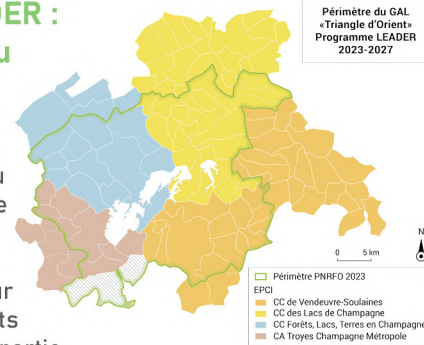 DER :
u
u
e
ur
ts
partie
Périmètre du GAL
«Triangle d'Orient»
Programme LEADER
2023-2027
N
0 5 km
Périmètre PNRFO 2023
EPCI
CC de Vendeuvre-Soulaines
CC des Lacs de Champagne
CC Forêts, Lacs, Terres en Champagne
CA Troyes Champagne Métropole